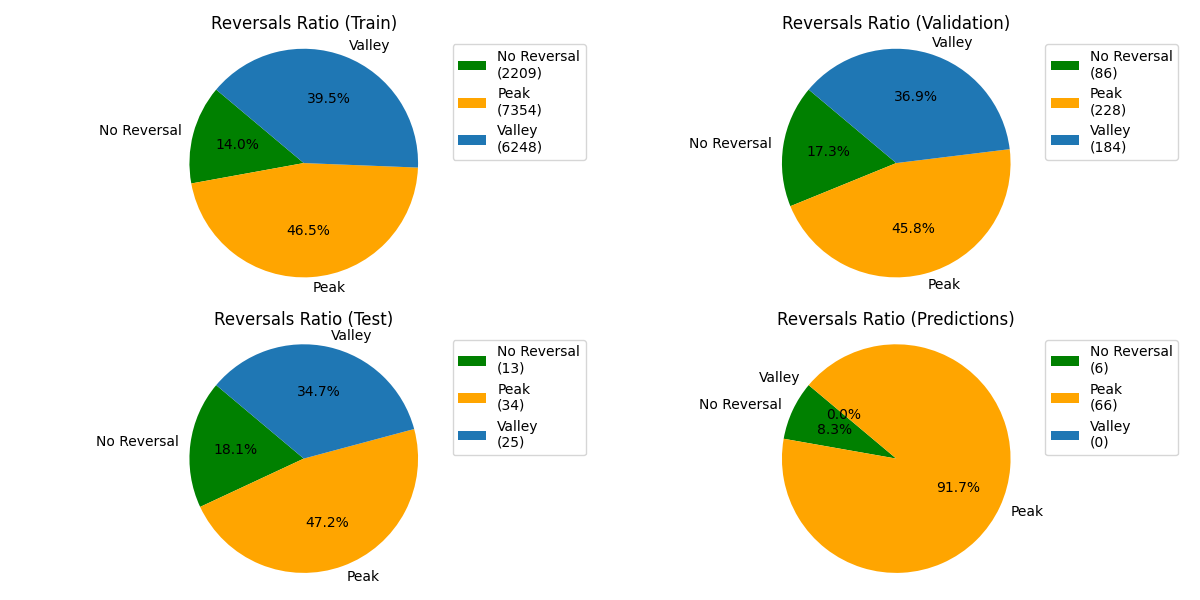 Reversals Ratio (Train)
Valley
39.5%
No Reversal
14.0%
46.5%
Peak
No Reversal
(2209)
Peak
(7354)
Valley
(6248)
Reversals Ratio (Validation)
Valley
36.9%
No Reversal
17.3%
45.8%
Peak
No Reversal
(86)
Peak
(228)
Valley
(184)
Reversals Ratio (Test)
Valley
34.7%
No Reversal
18.1%
47.2%
Peak
No Reversal
(13)
Peak
(34)
Valley
(25)
Reversals Ratio (Predictions)
Valley
No Reversal
0.0%
8.3%
91.7%
Peak
No Reversal
(6)
Peak
(66)
Valley
(0)